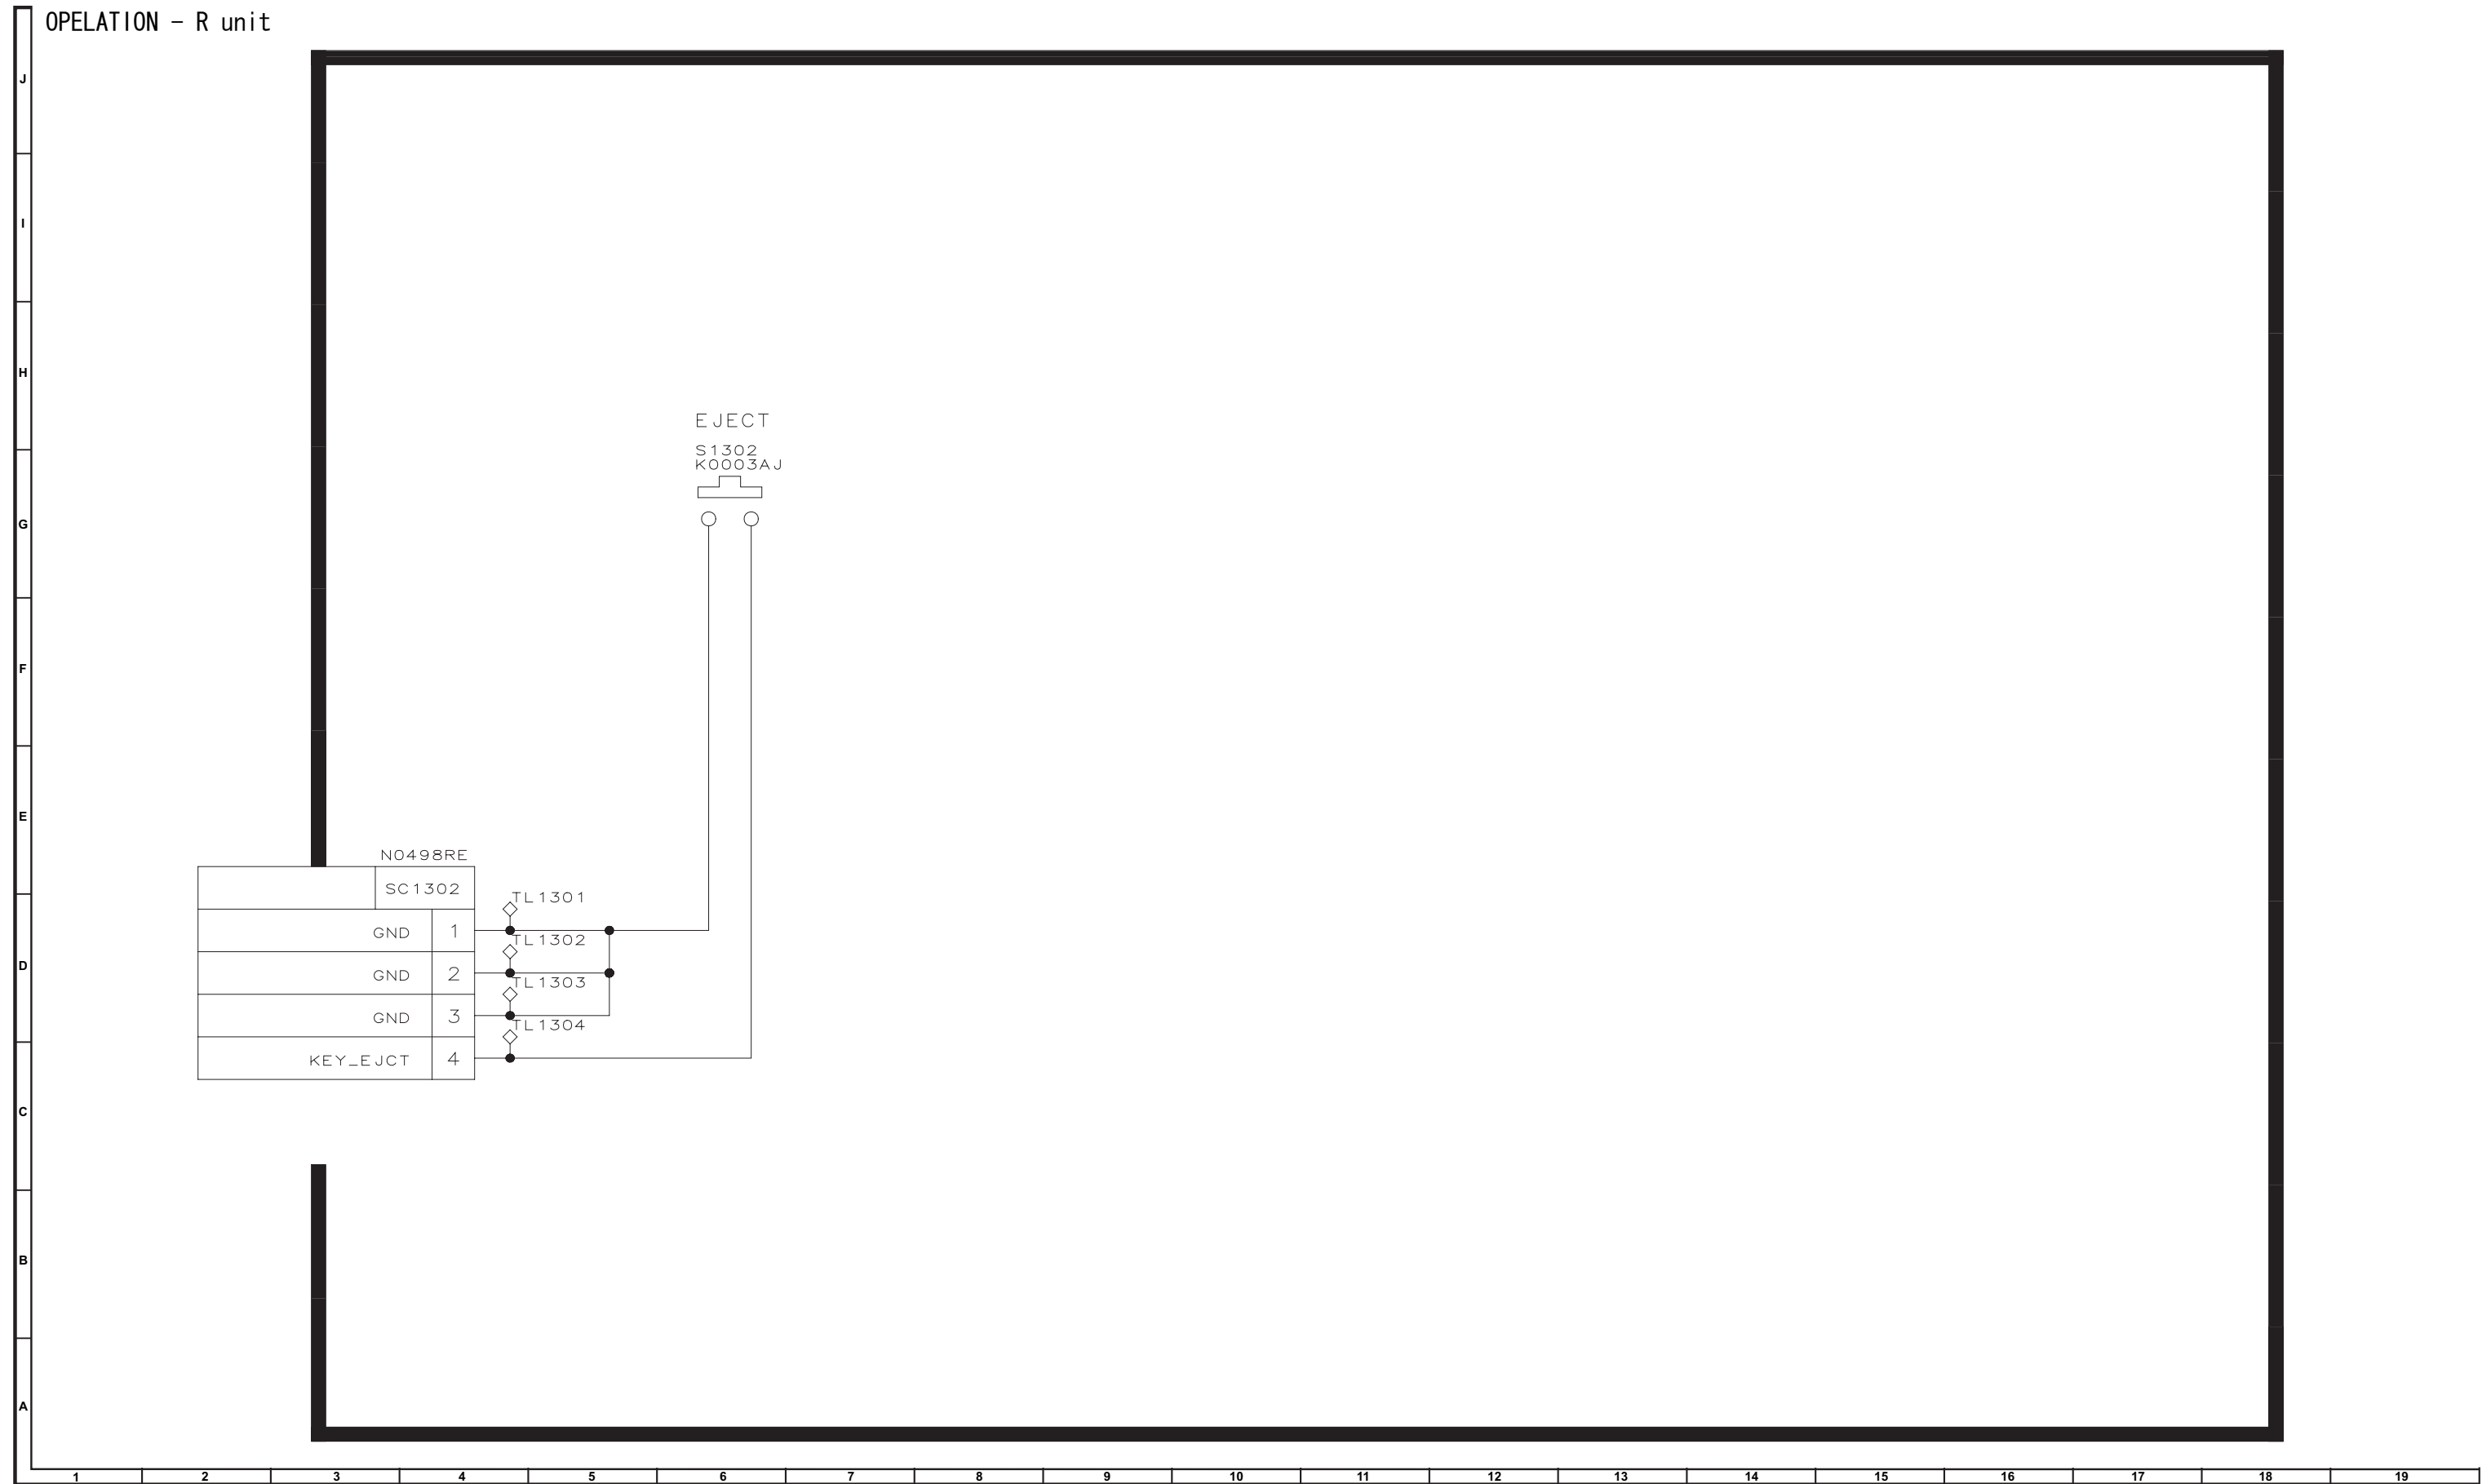 OPELATION - R unit
J
I
H
EJECT
S1302
K0003AJ
G
F
E
N0498RE
SC1302
TL1301
GND 1
TL1302
D
GND 2
TL1303
GND 3
TL1304
KEY_EJCT 4
C
B
A
1 2 3 4 5 6 7 8 9 10 11 12 13 14 15 16 17 18 19